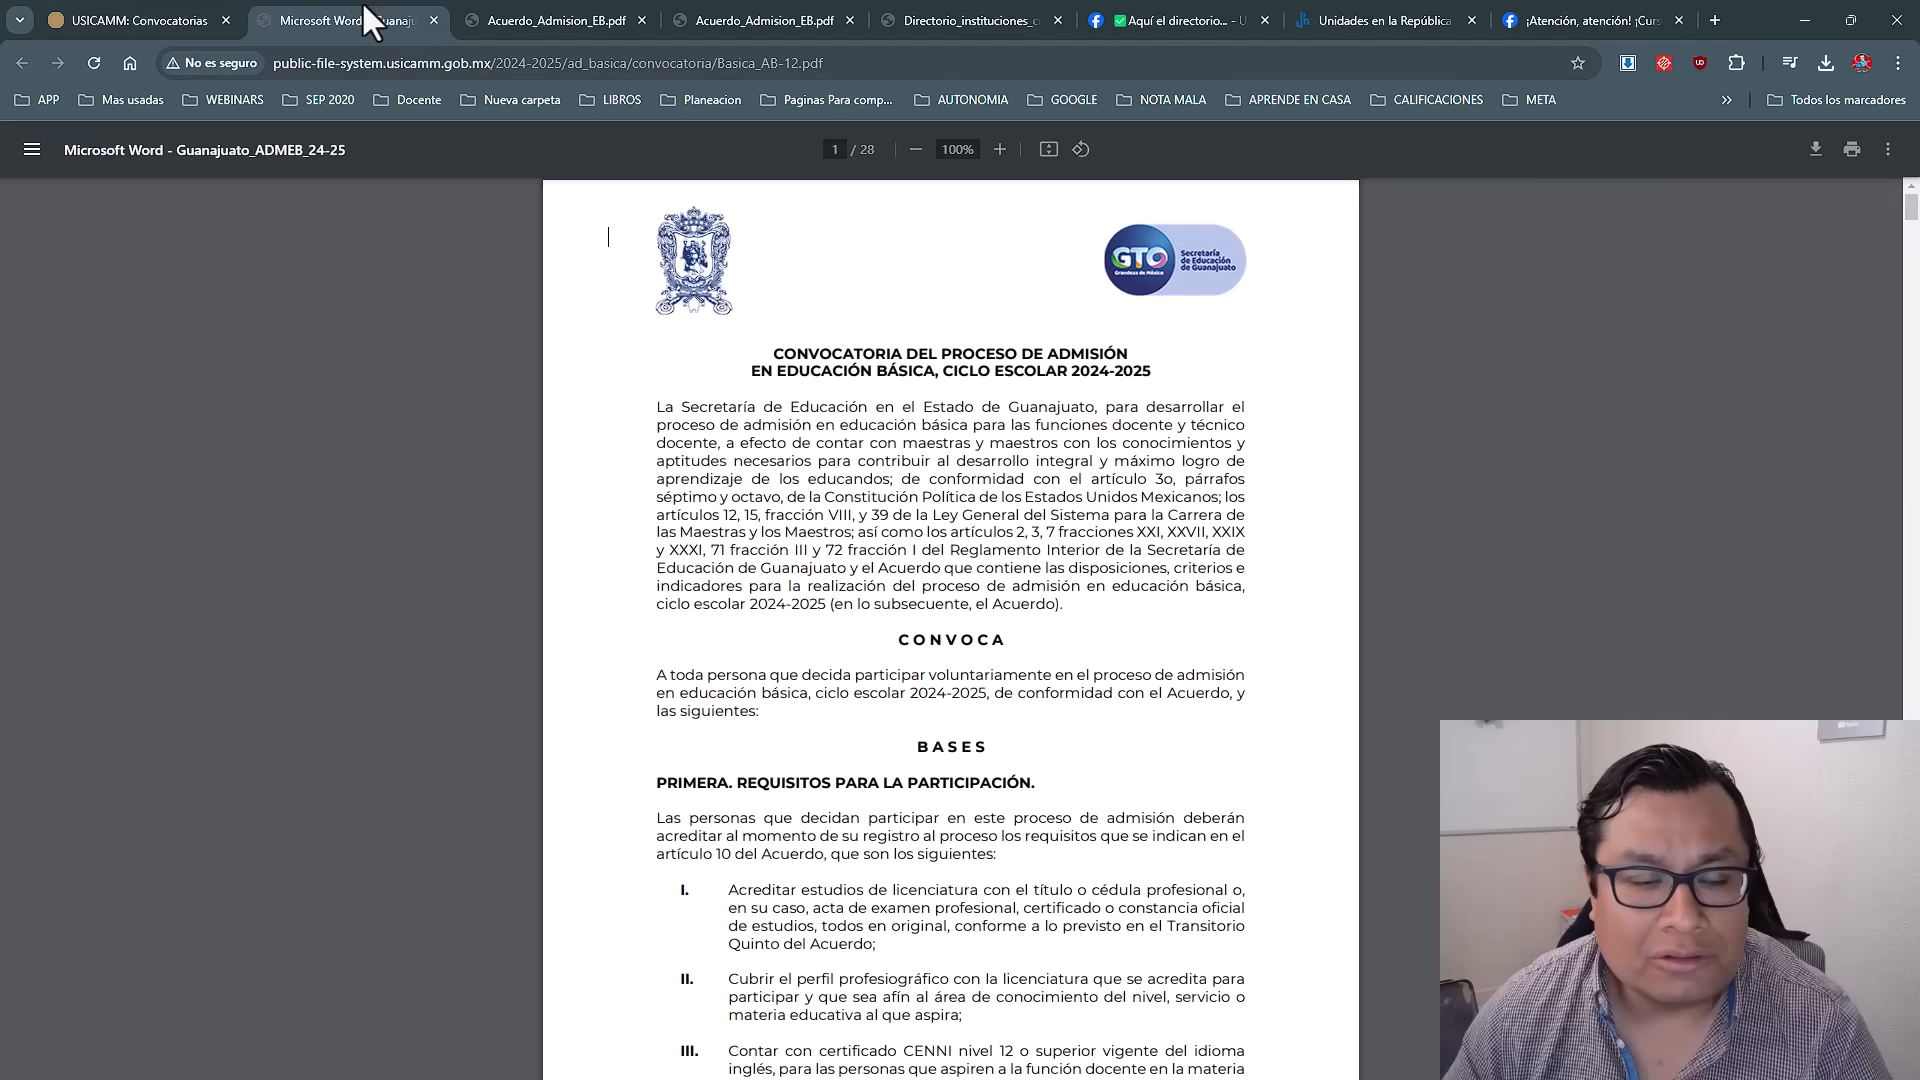 USICAMM: Convocatorias
Microsoft Word
Acuerdo_Admision_EB.pdf
Acuerdo_Admision_EB.pdf
Directorio_instituciones_
Aquí el directorio... -
Unidades en la República
¡Atención, atención!
No es seguro
public-file-system.usicamm.gob.mx/2024-2025/ad_basica/convocatoria/Basica_AB-12.pdf
APP
Mas usadas
WEBINARS
SEP 2020
Docente
Nueva carpeta
LIBROS
Planeacion
Paginas Para comp...
AUTONOMIA
GOOGLE
NOTA MALA
APRENDE EN CASA
CALIFICACIONES
META
Todos los marcadores
Microsoft Word - Guanajuato_ADMEB_24-25
1 / 28
100%
GTO
Grandeza de México
Secretaría
de Educación
de Guanajuato
CONVOCATORIA DEL PROCESO DE ADMISIÓN
EN EDUCACIÓN BÁSICA, CICLO ESCOLAR 2024-2025
La Secretaría de Educación en el Estado de Guanajuato, para desarrollar el
proceso de admisión en educación básica para las funciones docente y técnico
docente, a efecto de contar con maestras y maestros con los conocimientos y
aptitudes necesarios para contribuir al desarrollo integral y máximo logro de
aprendizaje de los educandos; de conformidad con el artículo 3o, párrafos
séptimo y octavo, de la Constitución Política de los Estados Unidos Mexicanos; los
artículos 12, 15, fracción VIII, y 39 de la Ley General del Sistema para la Carrera de
las Maestras y los Maestros; así como los artículos 2, 3, 7 fracciones XXI, XXVII, XXIX
y XXXI, 71 fracción III y 72 fracción I del Reglamento Interior de la Secretaría de
Educación de Guanajuato y el Acuerdo que contiene las disposiciones, criterios e
indicadores para la realización del proceso de admisión en educación básica,
ciclo escolar 2024-2025 (en lo subsecuente, el Acuerdo).
C O N V O C A
A toda persona que decida participar voluntariamente en el proceso de admisión
en educación básica, ciclo escolar 2024-2025, de conformidad con el Acuerdo, y
las siguientes:
B A S E S
PRIMERA. REQUISITOS PARA LA PARTICIPACIÓN.
Las personas que decidan participar en este proceso de admisión deberán
acreditar al momento de su registro al proceso los requisitos que se indican en el
artículo 10 del Acuerdo, que son los siguientes:
I. Acreditar estudios de licenciatura con el título o cédula profesional o,
en su caso, acta de examen profesional, certificado o constancia oficial
de estudios, todos en original, conforme a lo previsto en el Transitorio
Quinto del Acuerdo;
II. Cubrir el perfil profesiográfico con la licenciatura que se acredita para
participar y que sea afín al área de conocimiento del nivel, servicio o
materia educativa al que aspira;
III. Contar con certificado CENNI nivel 12 o superior vigente del idioma
inglés, para las personas que aspiren a la función docente en la materia